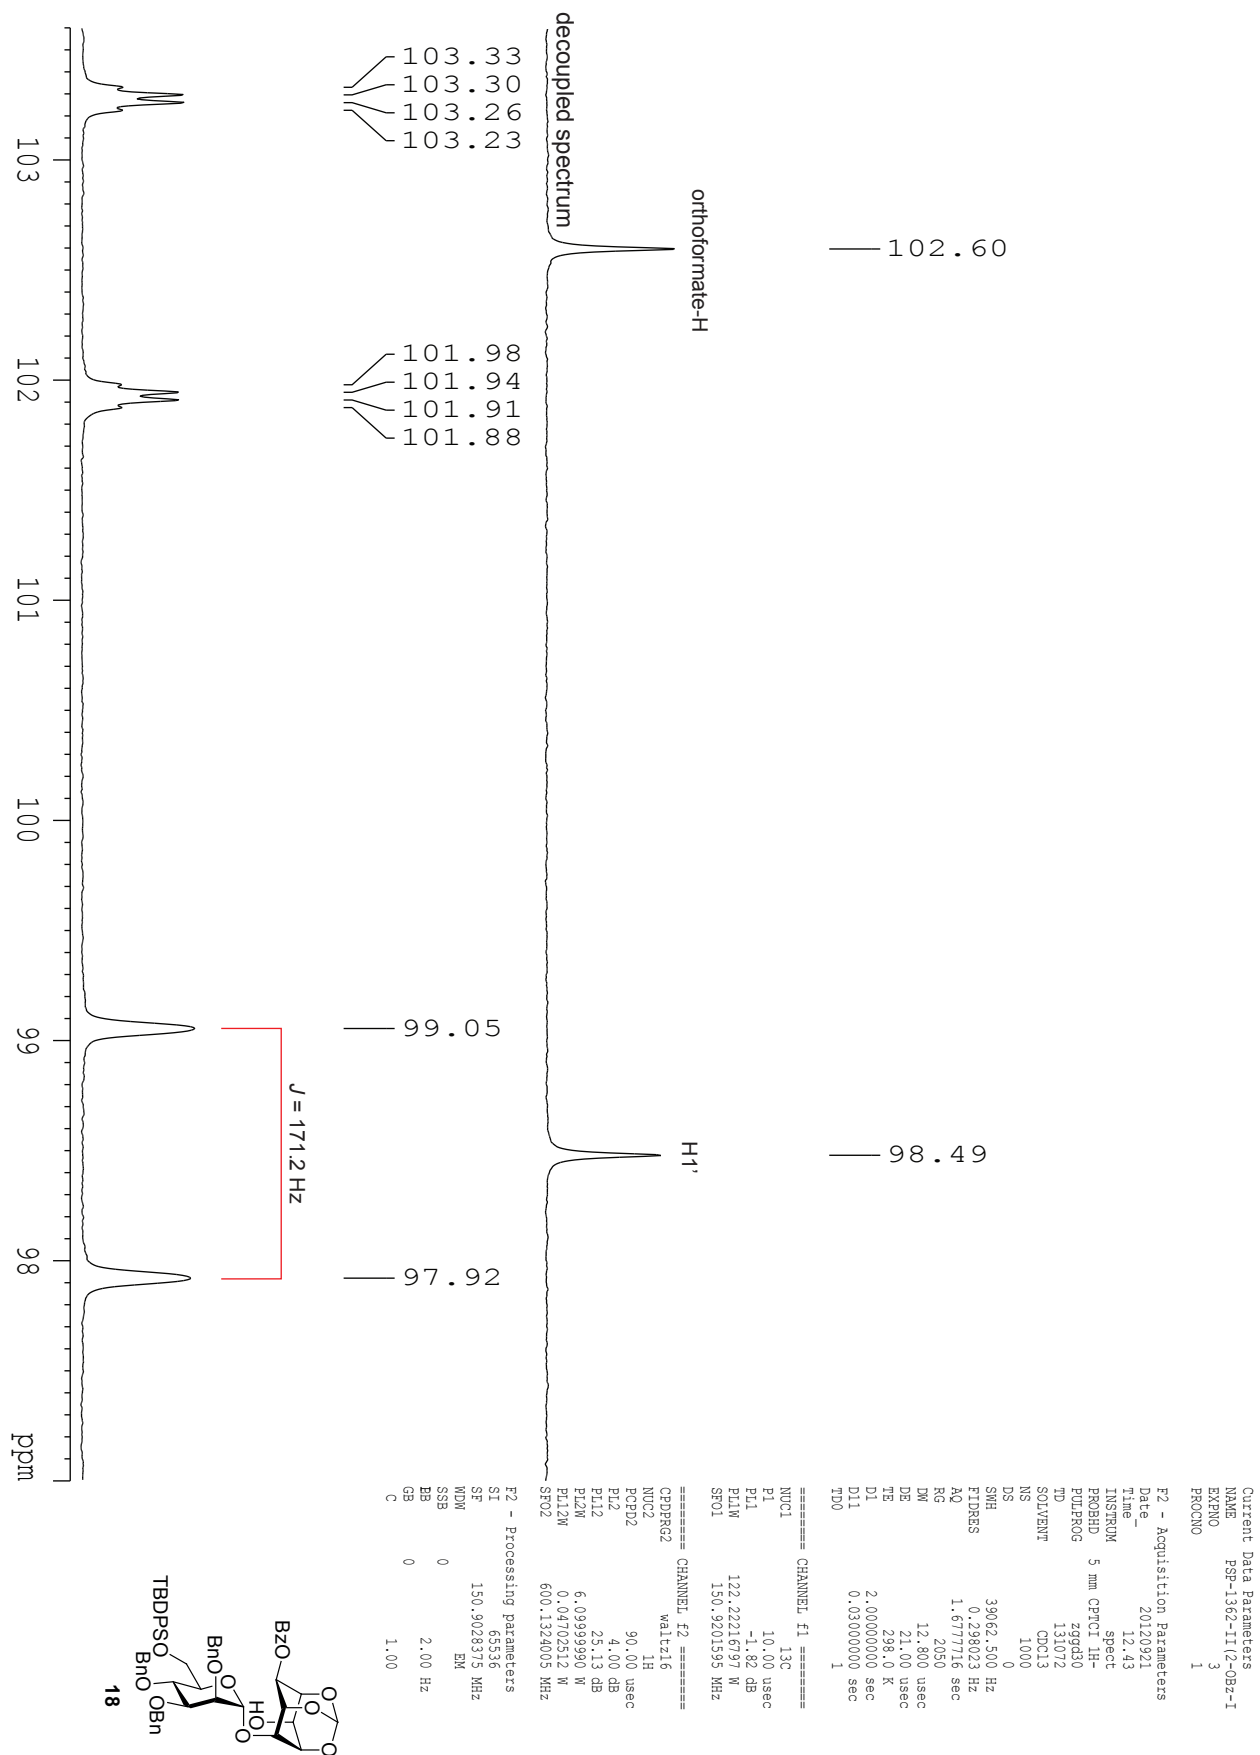 Current Data Parameters
NAME PSP-1362-II(2-OBz-I
EXPNO 3
PROCNO 1
F2 - Acquisition Parameters
Date_ 20120921
Time 12.43
INSTRUM spect
PROBHD 5 mm CPTCI 1H-
PULPROG zggd30
TD 131072
SOLVENT CDCl3
NS 1000
DS 0
SWH 39062.500 Hz
FIDRES 0.298023 Hz
AQ 1.6777716 sec
RG 2050
DW 12.800 usec
DE 21.00 usec
TE 298.0 K
D1 2.00000000 sec
D11 0.03000000 sec
TD0 1
======== CHANNEL f1 ========
NUC1 13C
P1 10.00 usec
PL1 -1.82 dB
PL1W 122.22216797 W
SFO1 150.9201595 MHz
======== CHANNEL f2 ========
CPDPRG2 waltz16
NUC2 1H
PCPD2 90.00 usec
PL2 4.00 dB
PL12 25.13 dB
PL2W 6.09999990 W
PL12W 0.04702512 W
SFO2 600.1324005 MHz
F2 - Processing parameters
SI 65536
SF 150.9028375 MHz
WDW EM
SSB 0
LB 2.00 Hz
GB 0
PC 1.00
102.60
98.49
orthoformate-H
H1'
decoupled spectrum
103.33
103.30
103.26
103.23
101.98
101.94
101.91
101.88
99.05
97.92
J = 171.2 Hz
103 102 101 100 99 98 ppm
BzO
O
O
O
HO
O
BnO
O
TBDPSO
BnO
OBn
18